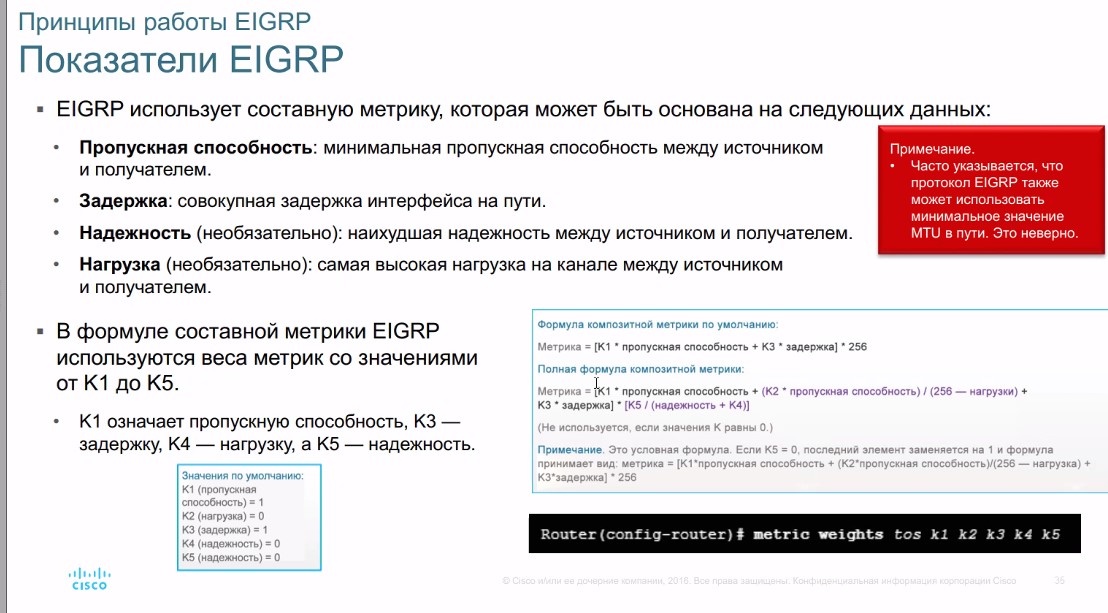 Принципы работы EIGRP
Показатели EIGRP
▪ EIGRP использует составную метрику, которая может быть основана на следующих данных:
• Пропускная способность: минимальная пропускная способность между источником
и получателем.
• Задержка: совокупная задержка интерфейса на пути.
• Надежность (необязательно): наихудшая надежность между источником и получателем.
• Нагрузка (необязательно): самая высокая нагрузка на канале между источником
и получателем.
Примечание.
• Часто указывается, что
протокол EIGRP также
может использовать
минимальное значение
MTU в пути. Это неверно.
▪ В формуле составной метрики EIGRP
используются веса метрик со значениями
от K1 до K5.
• K1 означает пропускную способность, K3 —
задержку, K4 — нагрузку, а K5 — надежность.
Значения по умолчанию:
K1 (пропускная
способность) = 1
K2 (нагрузка) = 0
K3 (задержка) = 1
K4 (надежность) = 0
K5 (надежность) = 0
Формула композитной метрики по умолчанию:
Метрика = [K1 * пропускная способность + K3 * задержка] * 256
Полная формула композитной метрики:
Метрика = [K1 * пропускная способность + (K2 * пропускная способность) / (256 — нагрузки) +
K3 * задержка] * [K5 / (надежность + K4)]
(Не используется, если значения K равны 0.)
Примечание. Это условная формула. Если K5 = 0, последний элемент заменяется на 1 и формула
принимает вид: метрика = [K1*пропускная способность + (K2*пропускная способность)/(256 — нагрузка) +
K3*задержка] * 256
Router(config-router)# metric weights tos k1 k2 k3 k4 k5
CISCO
© Cisco и/или ее дочерние компании, 2016. Все права защищены. Конфиденциальная информация корпорации Cisco
35